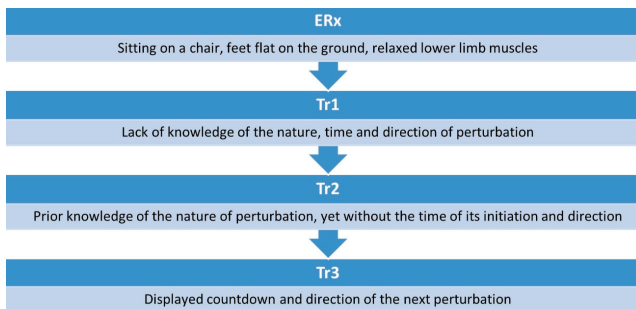 ERx
Sitting on a chair, feet flat on the ground, relaxed lower limb muscles
Tr1
Lack of knowledge of the nature, time and direction of perturbation
Tr2
Prior knowledge of the nature of perturbation, yet without the time of its initiation and direction
Tr3
Displayed countdown and direction of the next perturbation